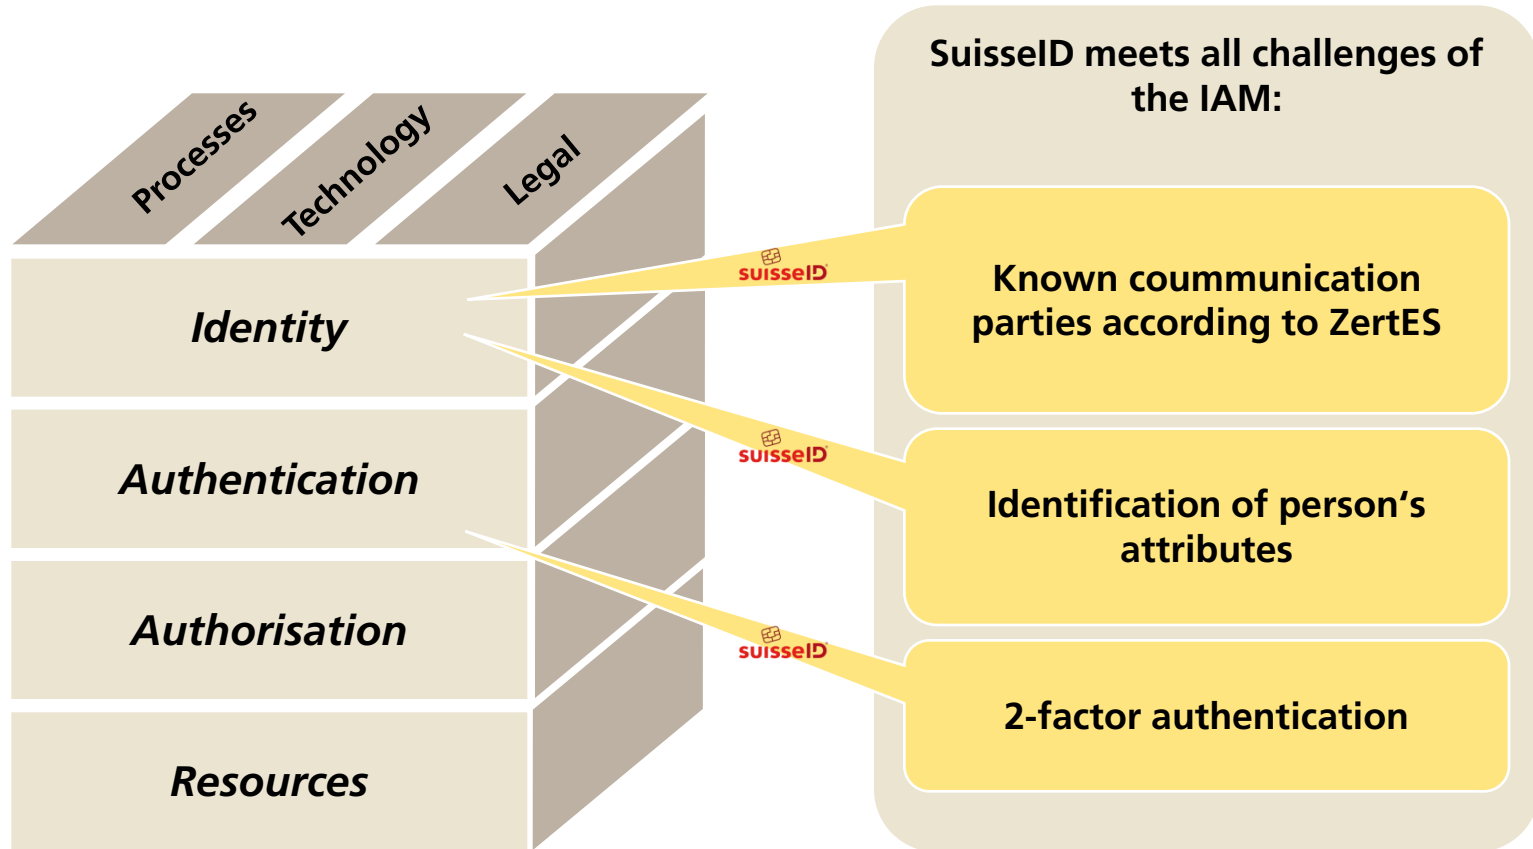 SuisseID meets all challenges of
the IAM:
Processes
Technology
Legal
suisseID
Known coummunication
parties according to ZertES
Identity
suisseID
Authentication
Identification of person‘s
attributes
Authorisation
suisseID
2-factor authentication
Resources